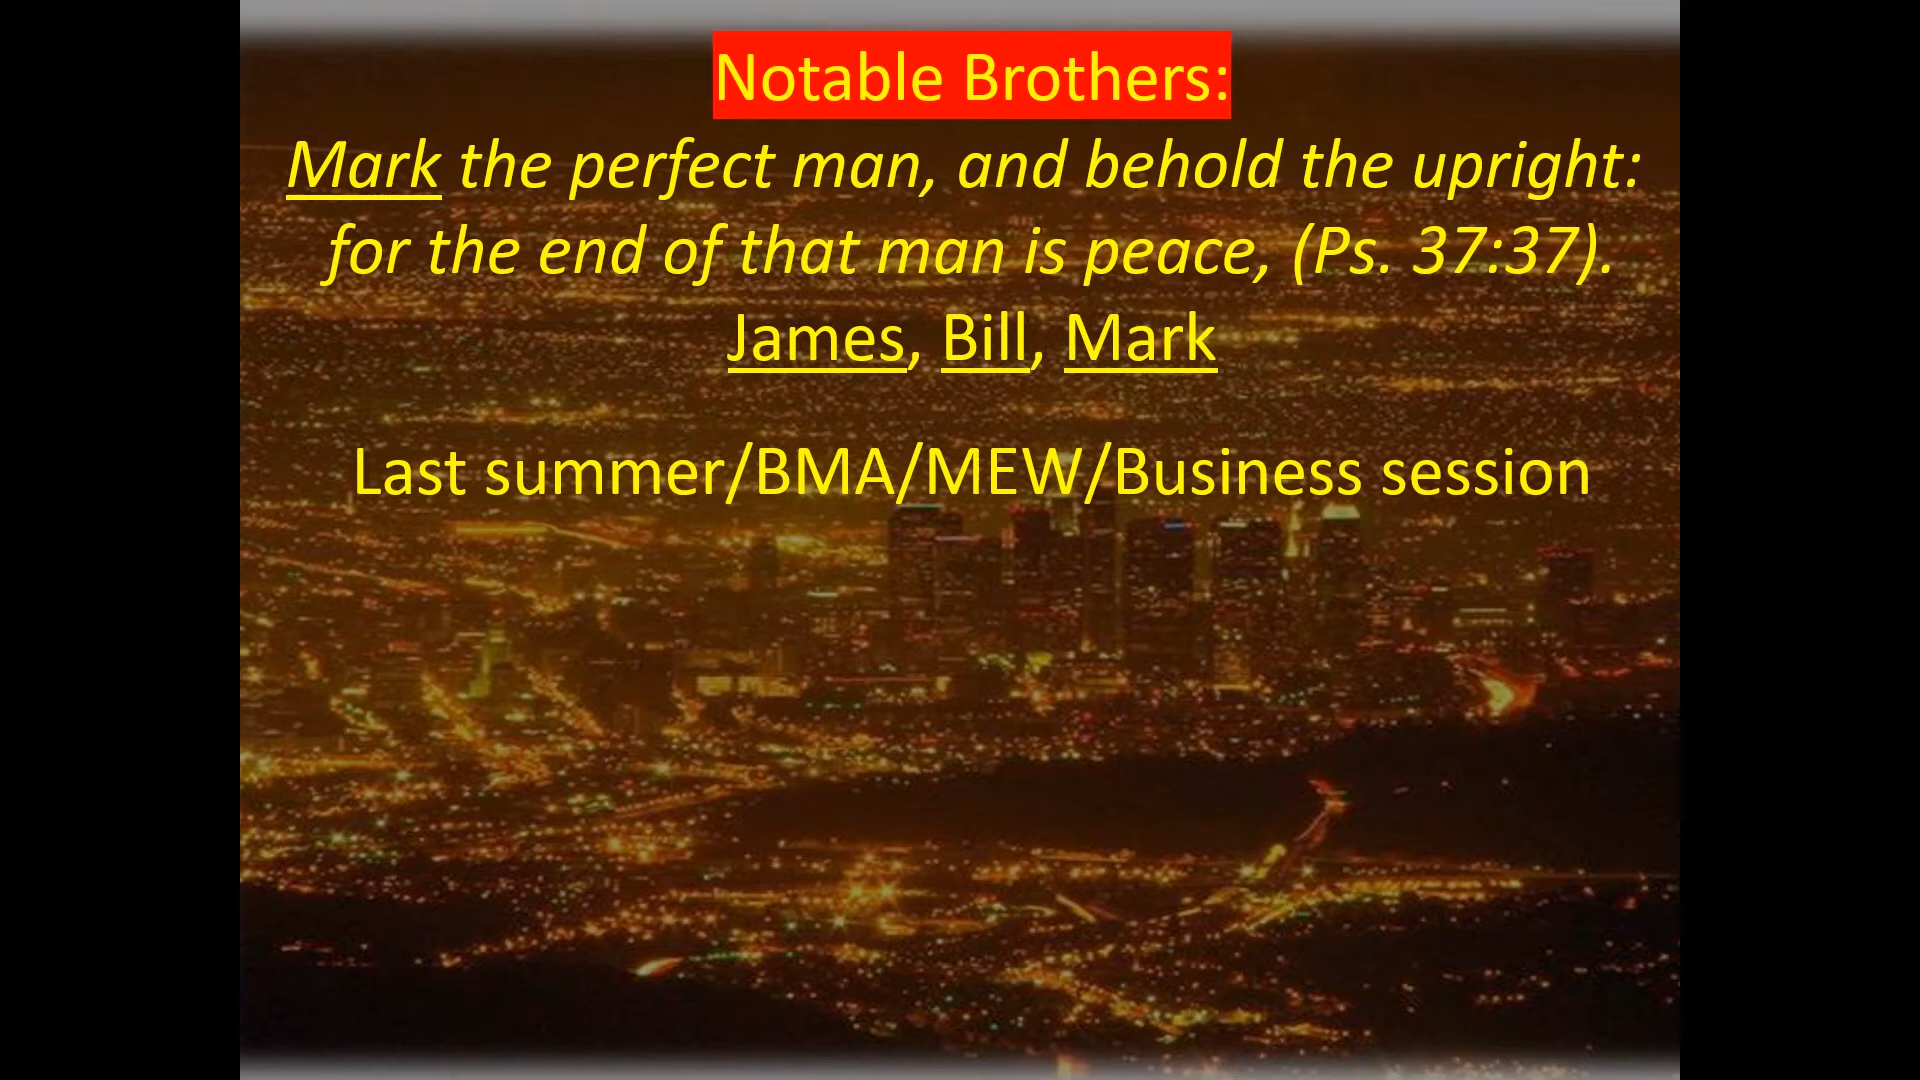 Notable Brothers:
Mark the perfect man, and behold the upright:
for the end of that man is peace, (Ps. 37:37).
James, Bill, Mark
Last summer/BMA/MEW/Business session